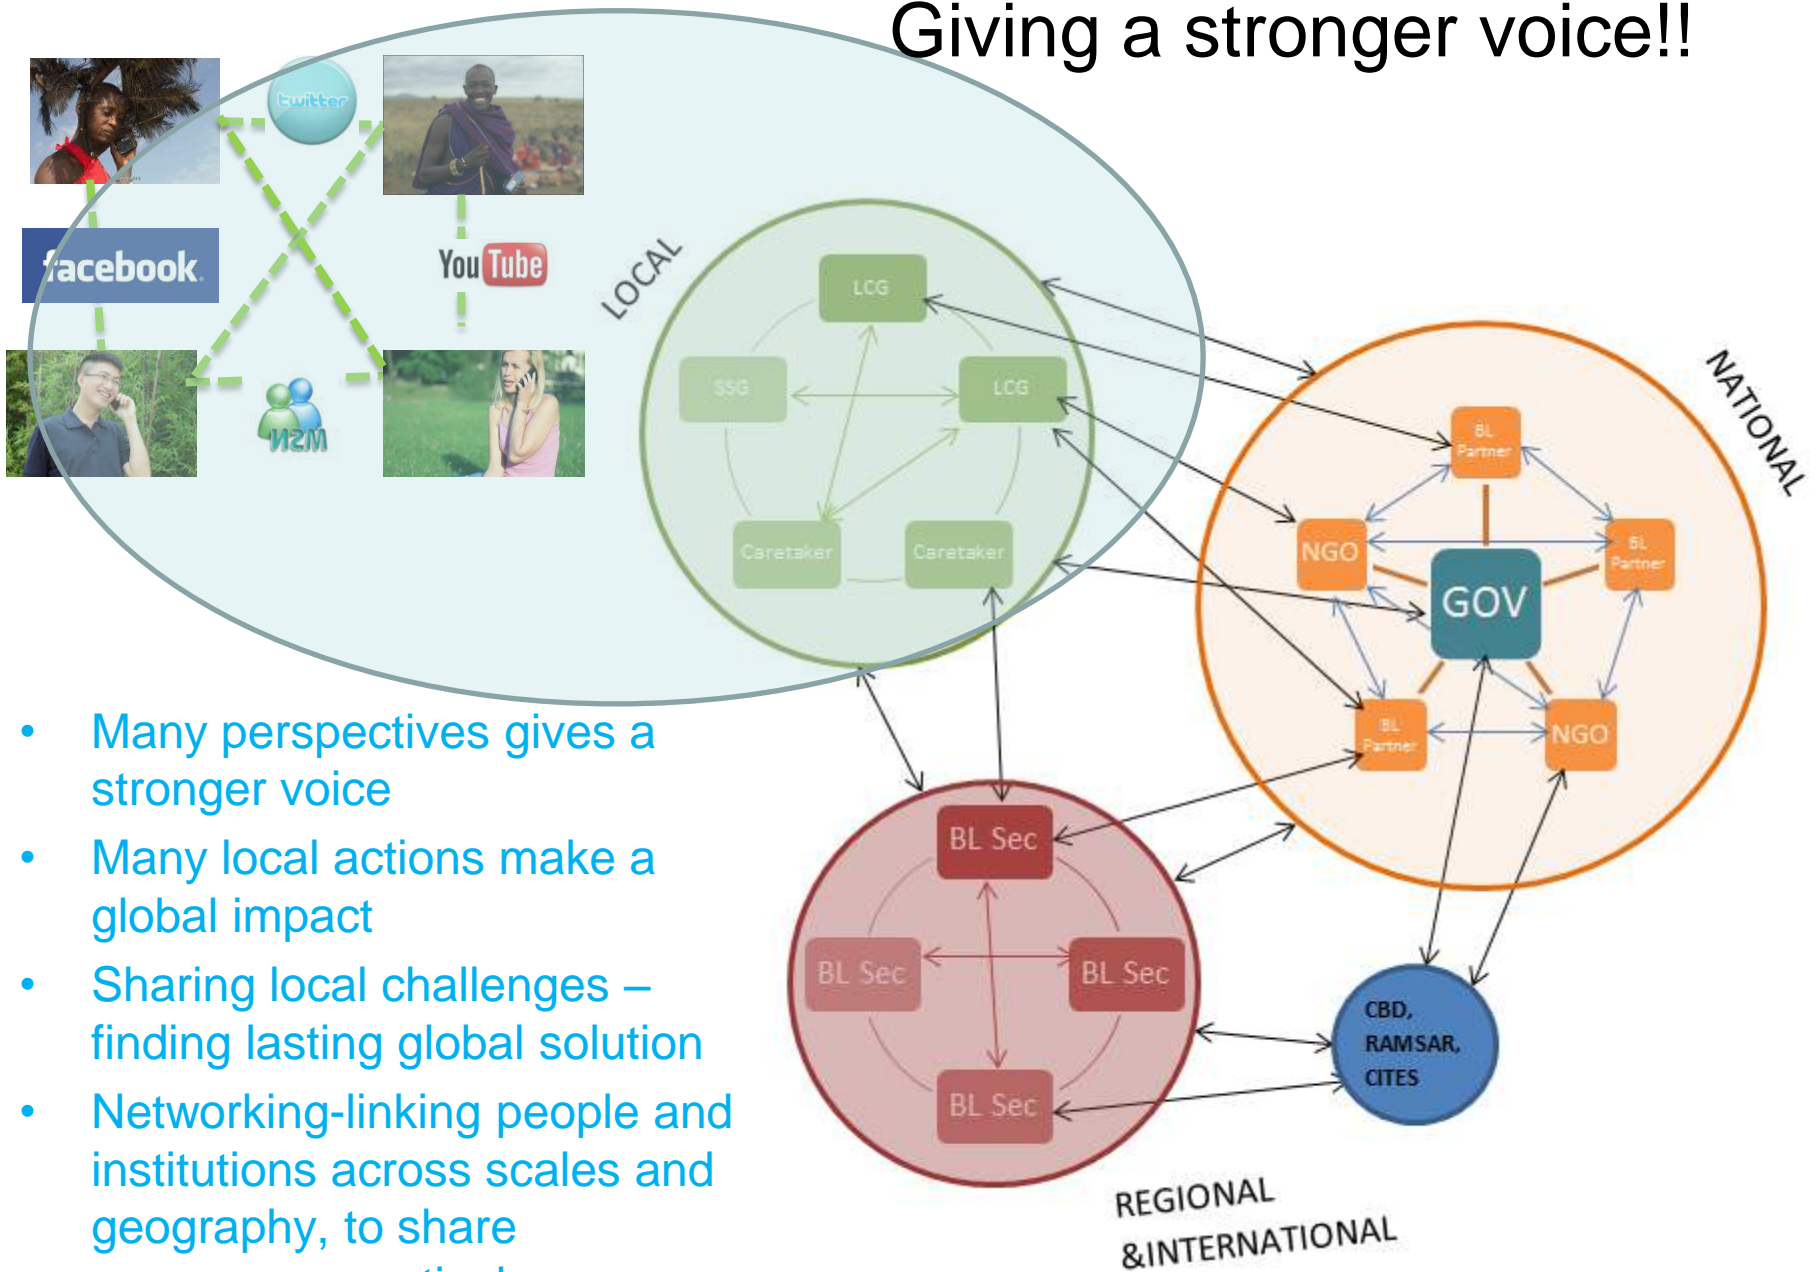 Giving a stronger voice!!
twitter
facebook.
You Tube
MSN
LOCAL
LCG
SSG
LCG
Caretaker
Caretaker
NATIONAL
BL
Partner
NGO
BL
Partner
GOV
BL
Partner
NGO
• Many perspectives gives a
stronger voice
• Many local actions make a
global impact
• Sharing local challenges –
finding lasting global solution
• Networking-linking people and
institutions across scales and
geography, to share
BL Sec
BL Sec
BL Sec
BL Sec
CBD,
RAMSAR,
CITES
REGIONAL
&INTERNATIONAL